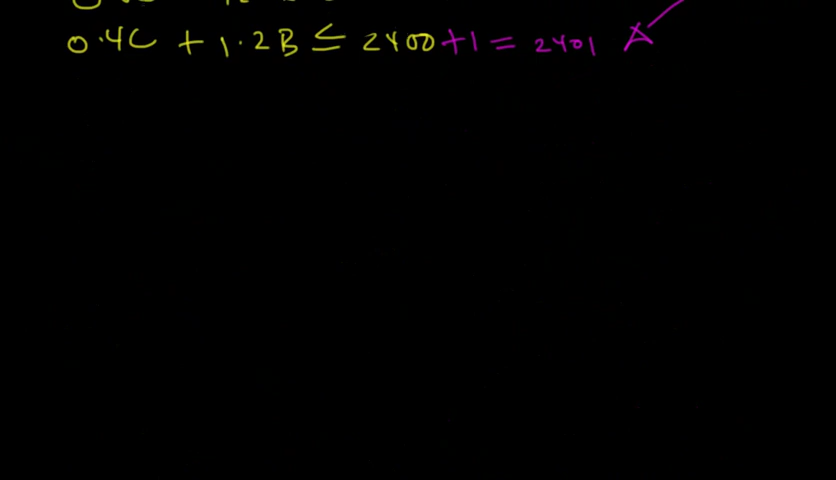 0.4C + 1.2B ≤ 2400 +1 = 2401 A